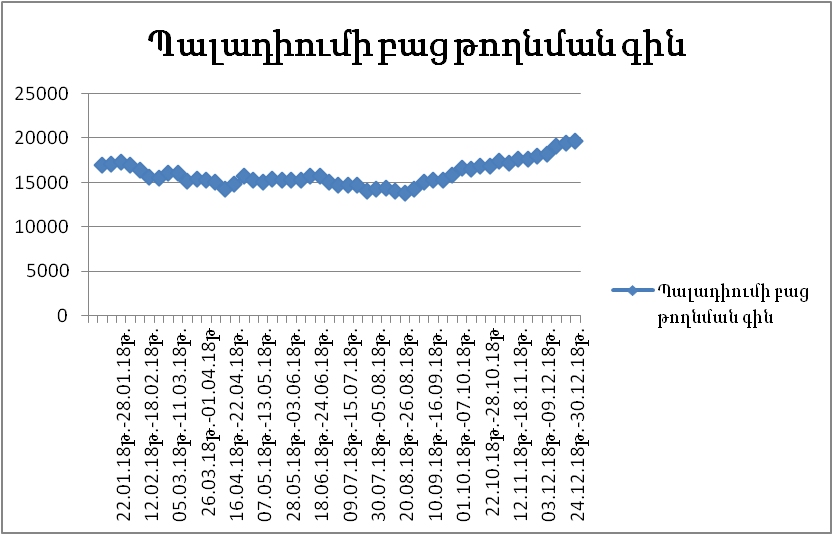 Պալադիումի բաց թողնման գին
25000
20000
15000
10000
5000
0
Պալադիումի բաց
թողնման գին
22.01.18թ.-28.01.18թ.
12.02.18թ.-18.02.18թ.
05.03.18թ.-11.03.18թ.
26.03.18թ.-01.04.18թ
16.04.18թ.-22.04.18թ.
07.05.18թ.-13.05.18թ.
28.05.18թ.-03.06.18թ.
18.06.18թ.-24.06.18թ.
09.07.18թ.-15.07.18թ.
30.07.18թ.-05.08.18թ.
20.08.18թ.-26.08.18թ.
10.09.18թ.-16.09.18թ.
01.10.18թ.-07.10.18թ.
22.10.18թ.-28.10.18թ
12.11.18թ.-18.11.18թ.
03.12.18թ.-09.12.18թ.
24.12.18թ.-30.12.18թ.